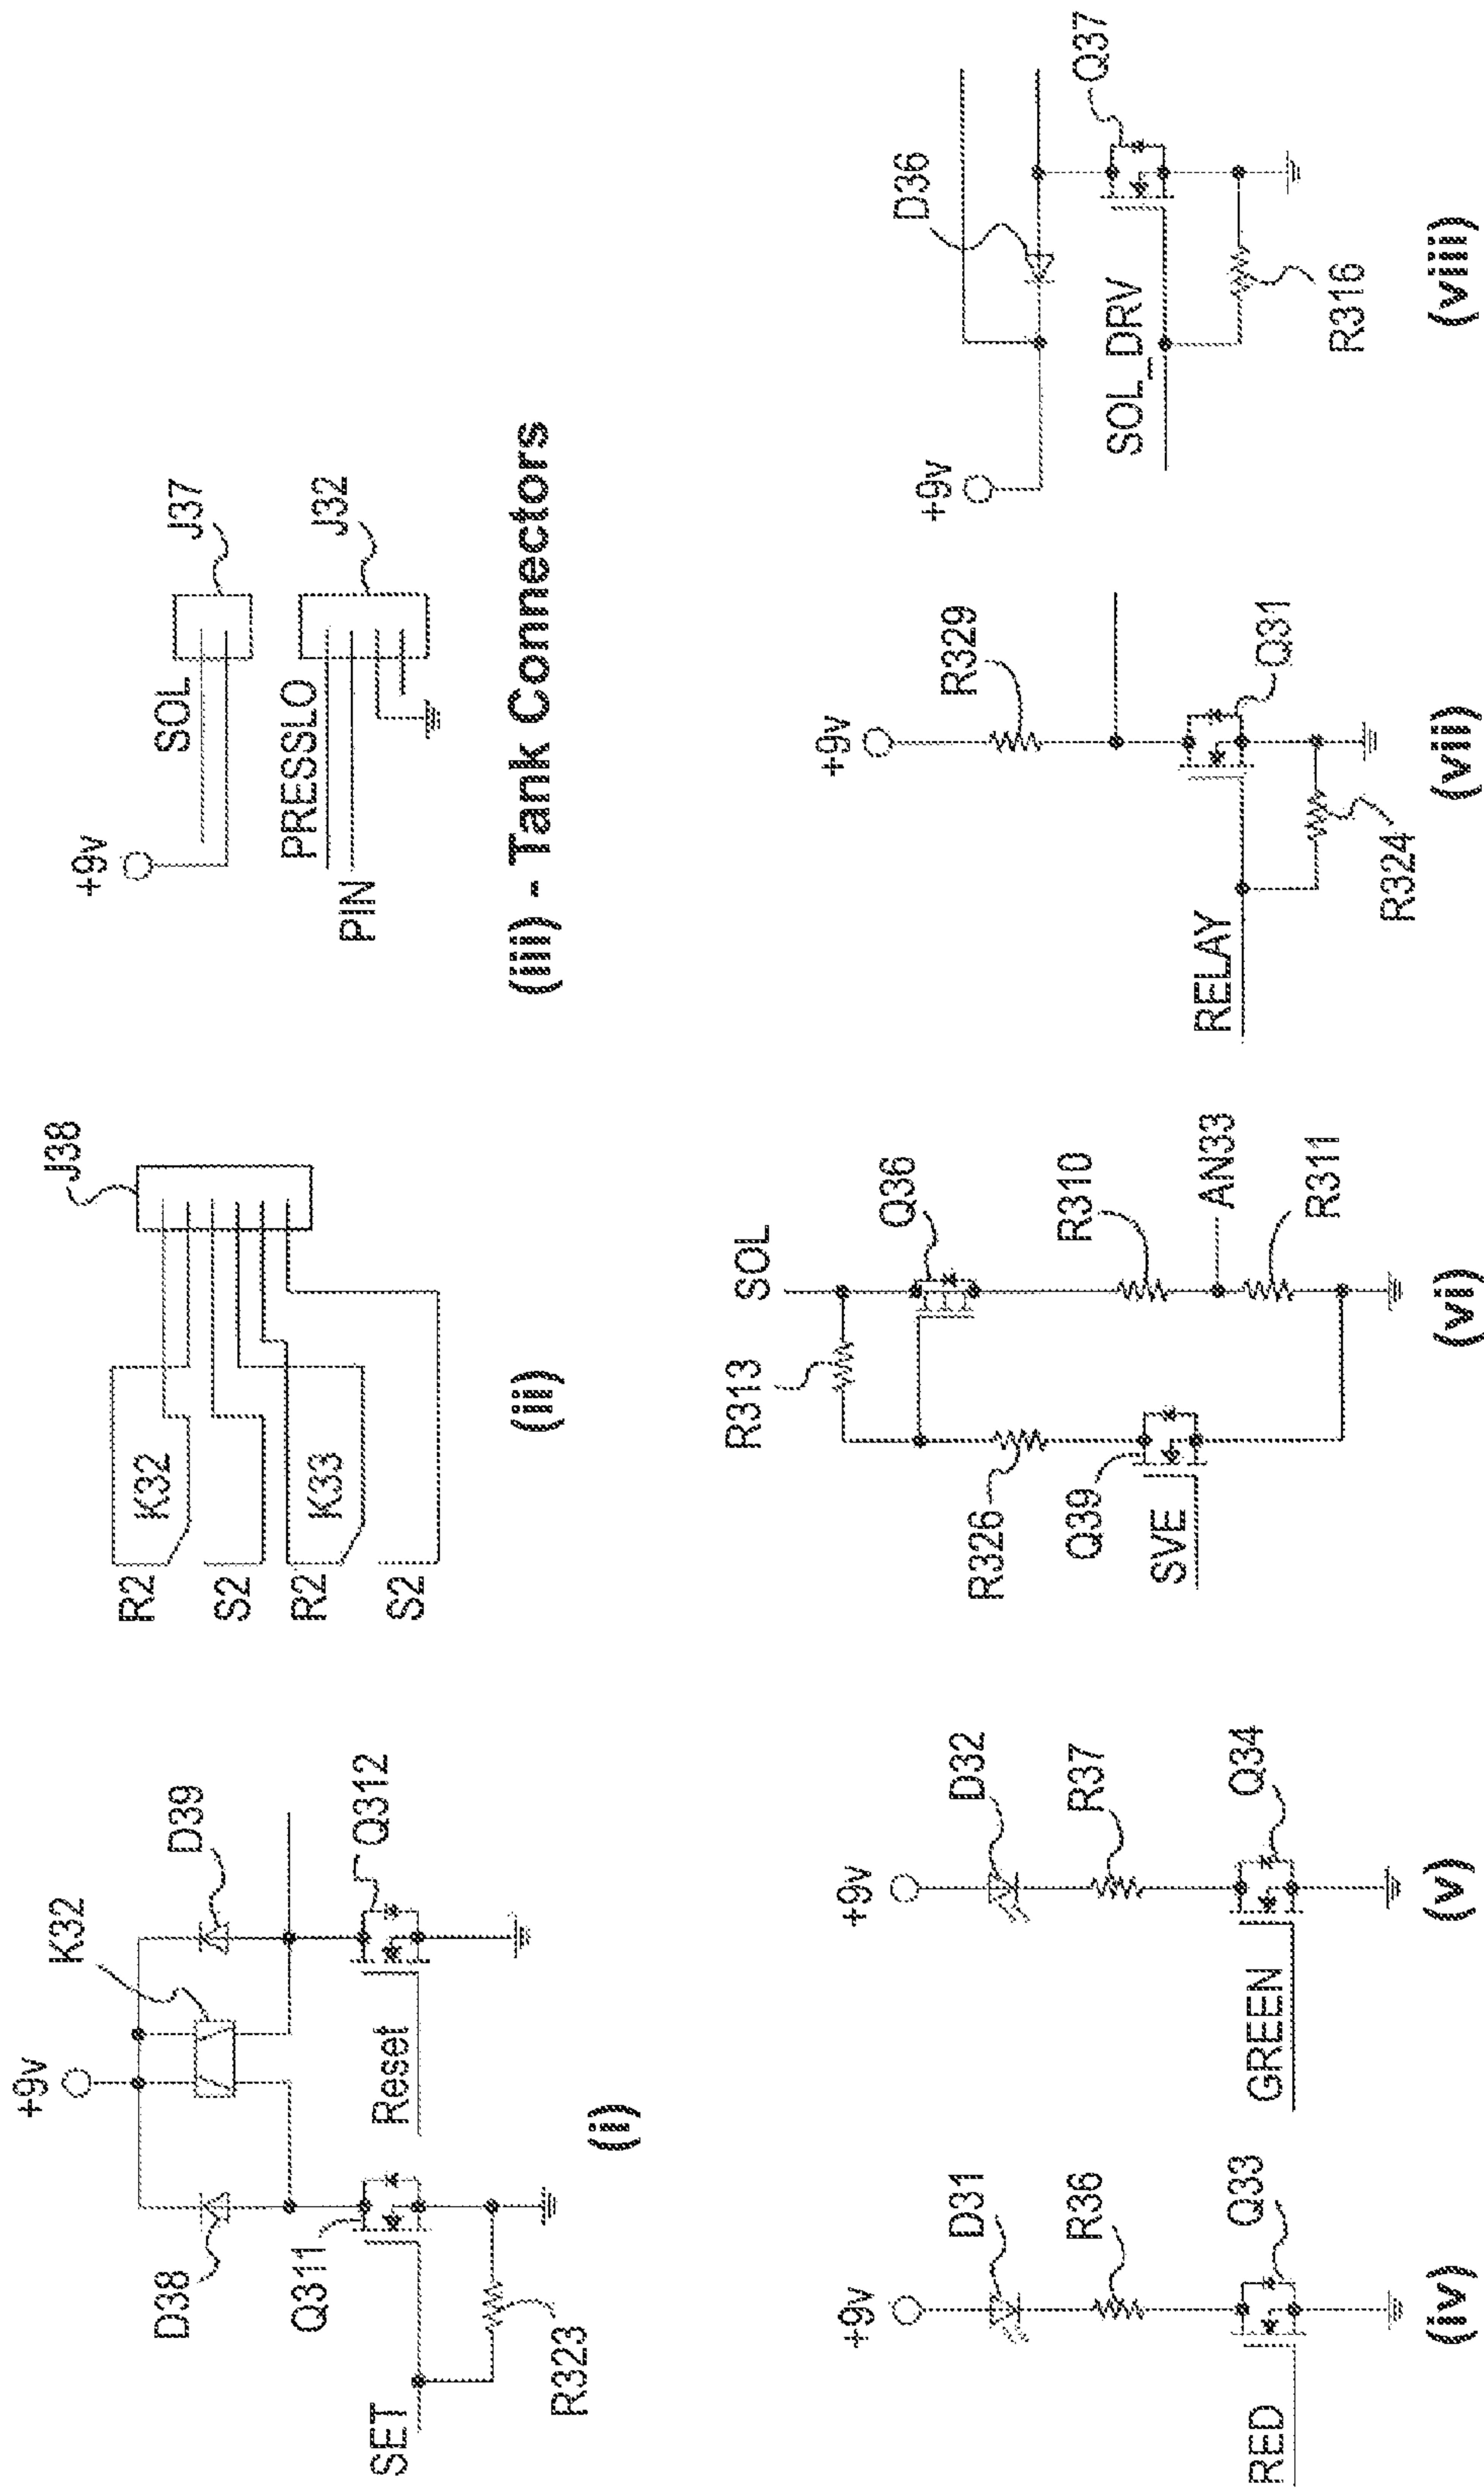 +9v
K32
D39
D38
Q311
Q312
SET
Reset
R323
(i)
J38
R2
K32
S2
R2
K33
S2
(ii)
+9v
SOL
J37
PRESSLO
J32
PIN
(iii) - Tank Connectors
+9v
D31
R36
Q33
RED
(iv)
+9v
D32
R37
Q34
GREEN
(v)
SOL
R313
Q36
R326
R310
Q39
AN33
SVE
R311
(vi)
+9v
R329
RELAY
Q31
R324
(vii)
+9v
D36
Q37
SOL_DRV
R316
(viii)